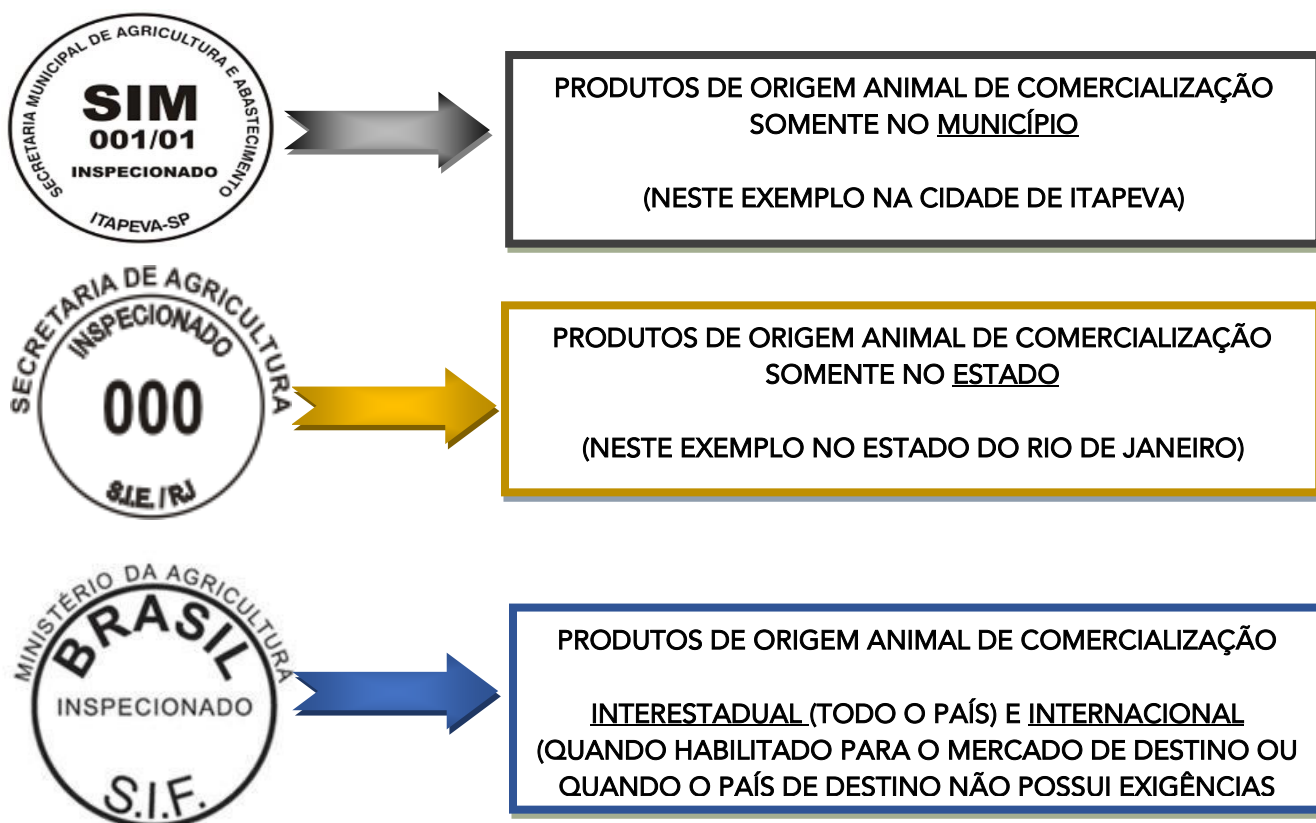 SECRETARIA MUNICIPAL DE AGRICULTURA E ABASTECIMENTO
SIM
001/01
INSPECIONADO
ITAPEVA-SP
PRODUTOS DE ORIGEM ANIMAL DE COMERCIALIZAÇÃO
SOMENTE NO MUNICÍPIO
(NESTE EXEMPLO NA CIDADE DE ITAPEVA)
SECRETARIA DE AGRICULTURA
INSPECIONADO
000
S.I.E. / RJ
PRODUTOS DE ORIGEM ANIMAL DE COMERCIALIZAÇÃO
SOMENTE NO ESTADO
(NESTE EXEMPLO NO ESTADO DO RIO DE JANEIRO)
MINISTÉRIO DA AGRICULTURA
BRASIL
INSPECIONADO
S.I.F.
PRODUTOS DE ORIGEM ANIMAL DE COMERCIALIZAÇÃO
INTERESTADUAL (TODO O PAÍS) E INTERNACIONAL
(QUANDO HABILITADO PARA O MERCADO DE DESTINO OU
QUANDO O PAÍS DE DESTINO NÃO POSSUI EXIGÊNCIAS